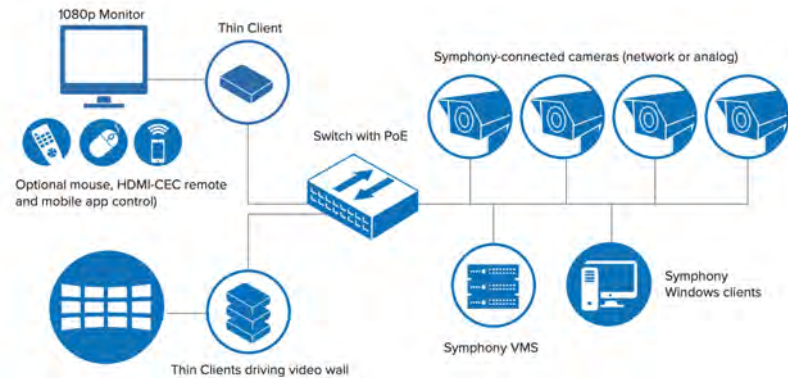 1080p Monitor
Thin Client
Symphony-connected cameras (network or analog)
Switch with PoE
Optional mouse, HDMI-CEC remote
and mobile app control)
Symphony
Windows clients
Symphony VMS
Thin Clients driving video wall